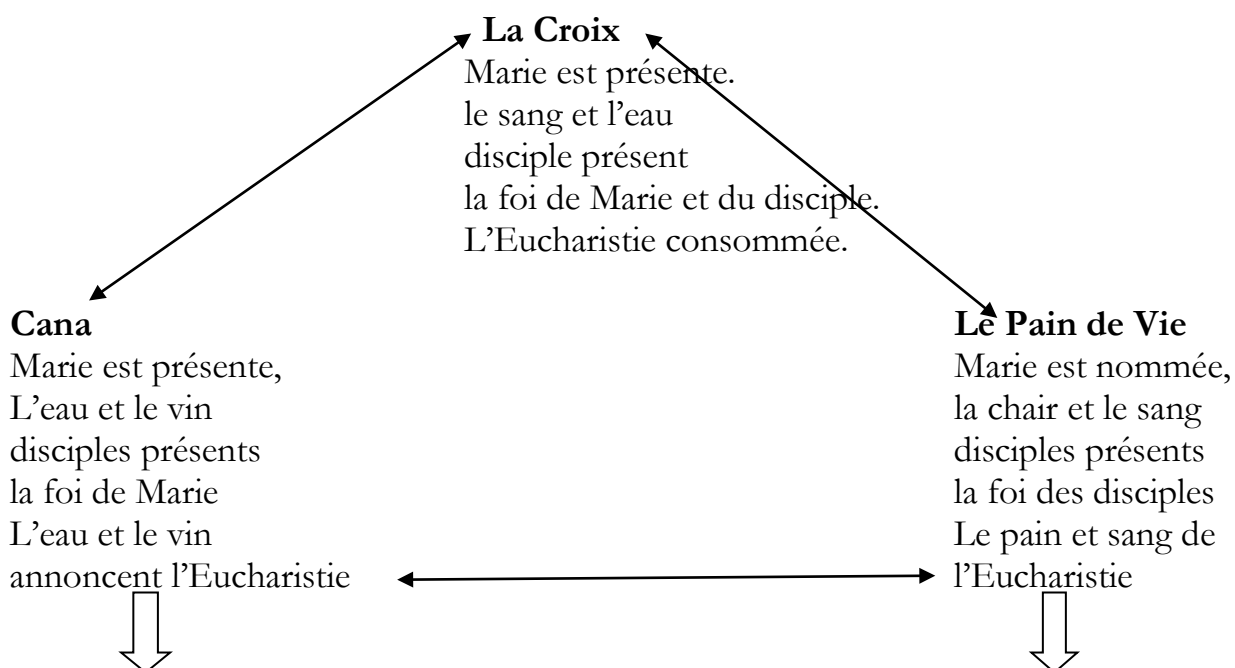 La Croix
Marie est présente.
le sang et l’eau
disciple présent
la foi de Marie et du disciple.
L’Eucharistie consommée.
Cana
Marie est présente,
L’eau et le vin
disciples présents
la foi de Marie
L’eau et le vin
annoncent l’Eucharistie
Le Pain de Vie
Marie est nommée,
la chair et le sang
disciples présents
la foi des disciples
Le pain et sang de
l’Eucharistie